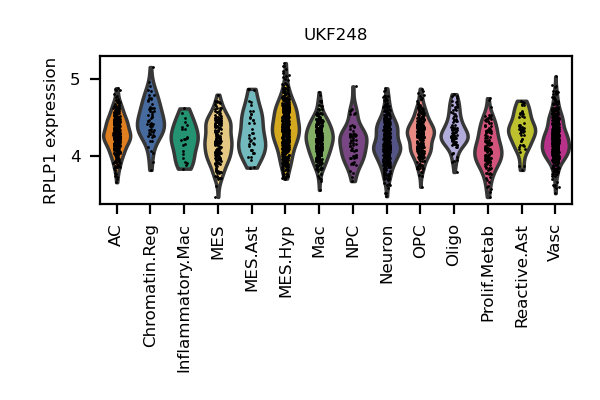 UKF248
RPLP1 expression
5
4
AC
Chromatin.Reg
Inflammatory.Mac
MES
MES.Ast
MES.Hyp
Mac
NPC
Neuron
OPC
Oligo
Prolif.Metab
Reactive.Ast
Vasc